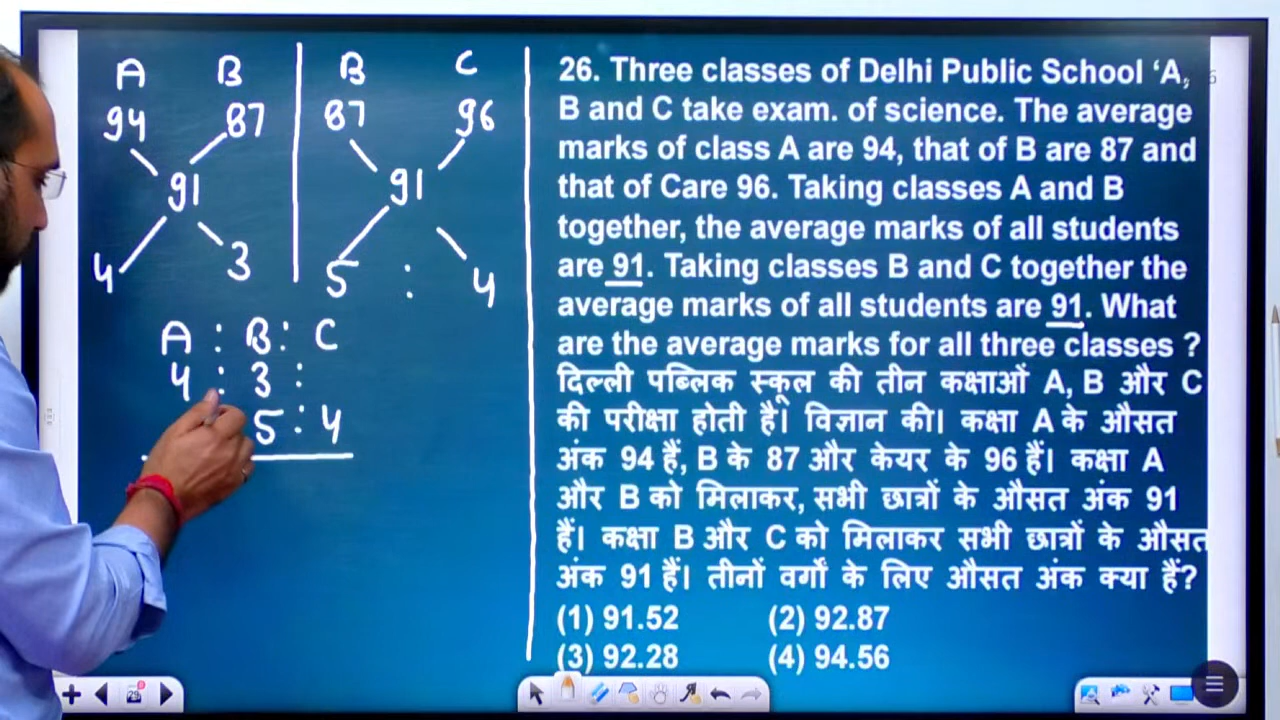 A B
94 87
91
4 3
B C
87 96
91
5 : 4
A : B : C
4 : 3 :
5 : 4
26. Three classes of Delhi Public School ‘A,
B and C take exam. of science. The average
marks of class A are 94, that of B are 87 and
that of Care 96. Taking classes A and B
together, the average marks of all students
are 91. Taking classes B and C together the
average marks of all students are 91. What
are the average marks for all three classes ?
दिल्ली पब्लिक स्कूल की तीन कक्षाओं A, B और C
की परीक्षा होती है। विज्ञान की। कक्षा A के औसत
अंक 94 हैं, B के 87 और केयर के 96 हैं। कक्षा A
और B को मिलाकर, सभी छात्रों के औसत अंक 91
हैं। कक्षा B और C को मिलाकर सभी छात्रों के औसत
अंक 91 हैं। तीनों वर्गों के लिए औसत अंक क्या हैं?
(1) 91.52 (2) 92.87
(3) 92.28 (4) 94.56